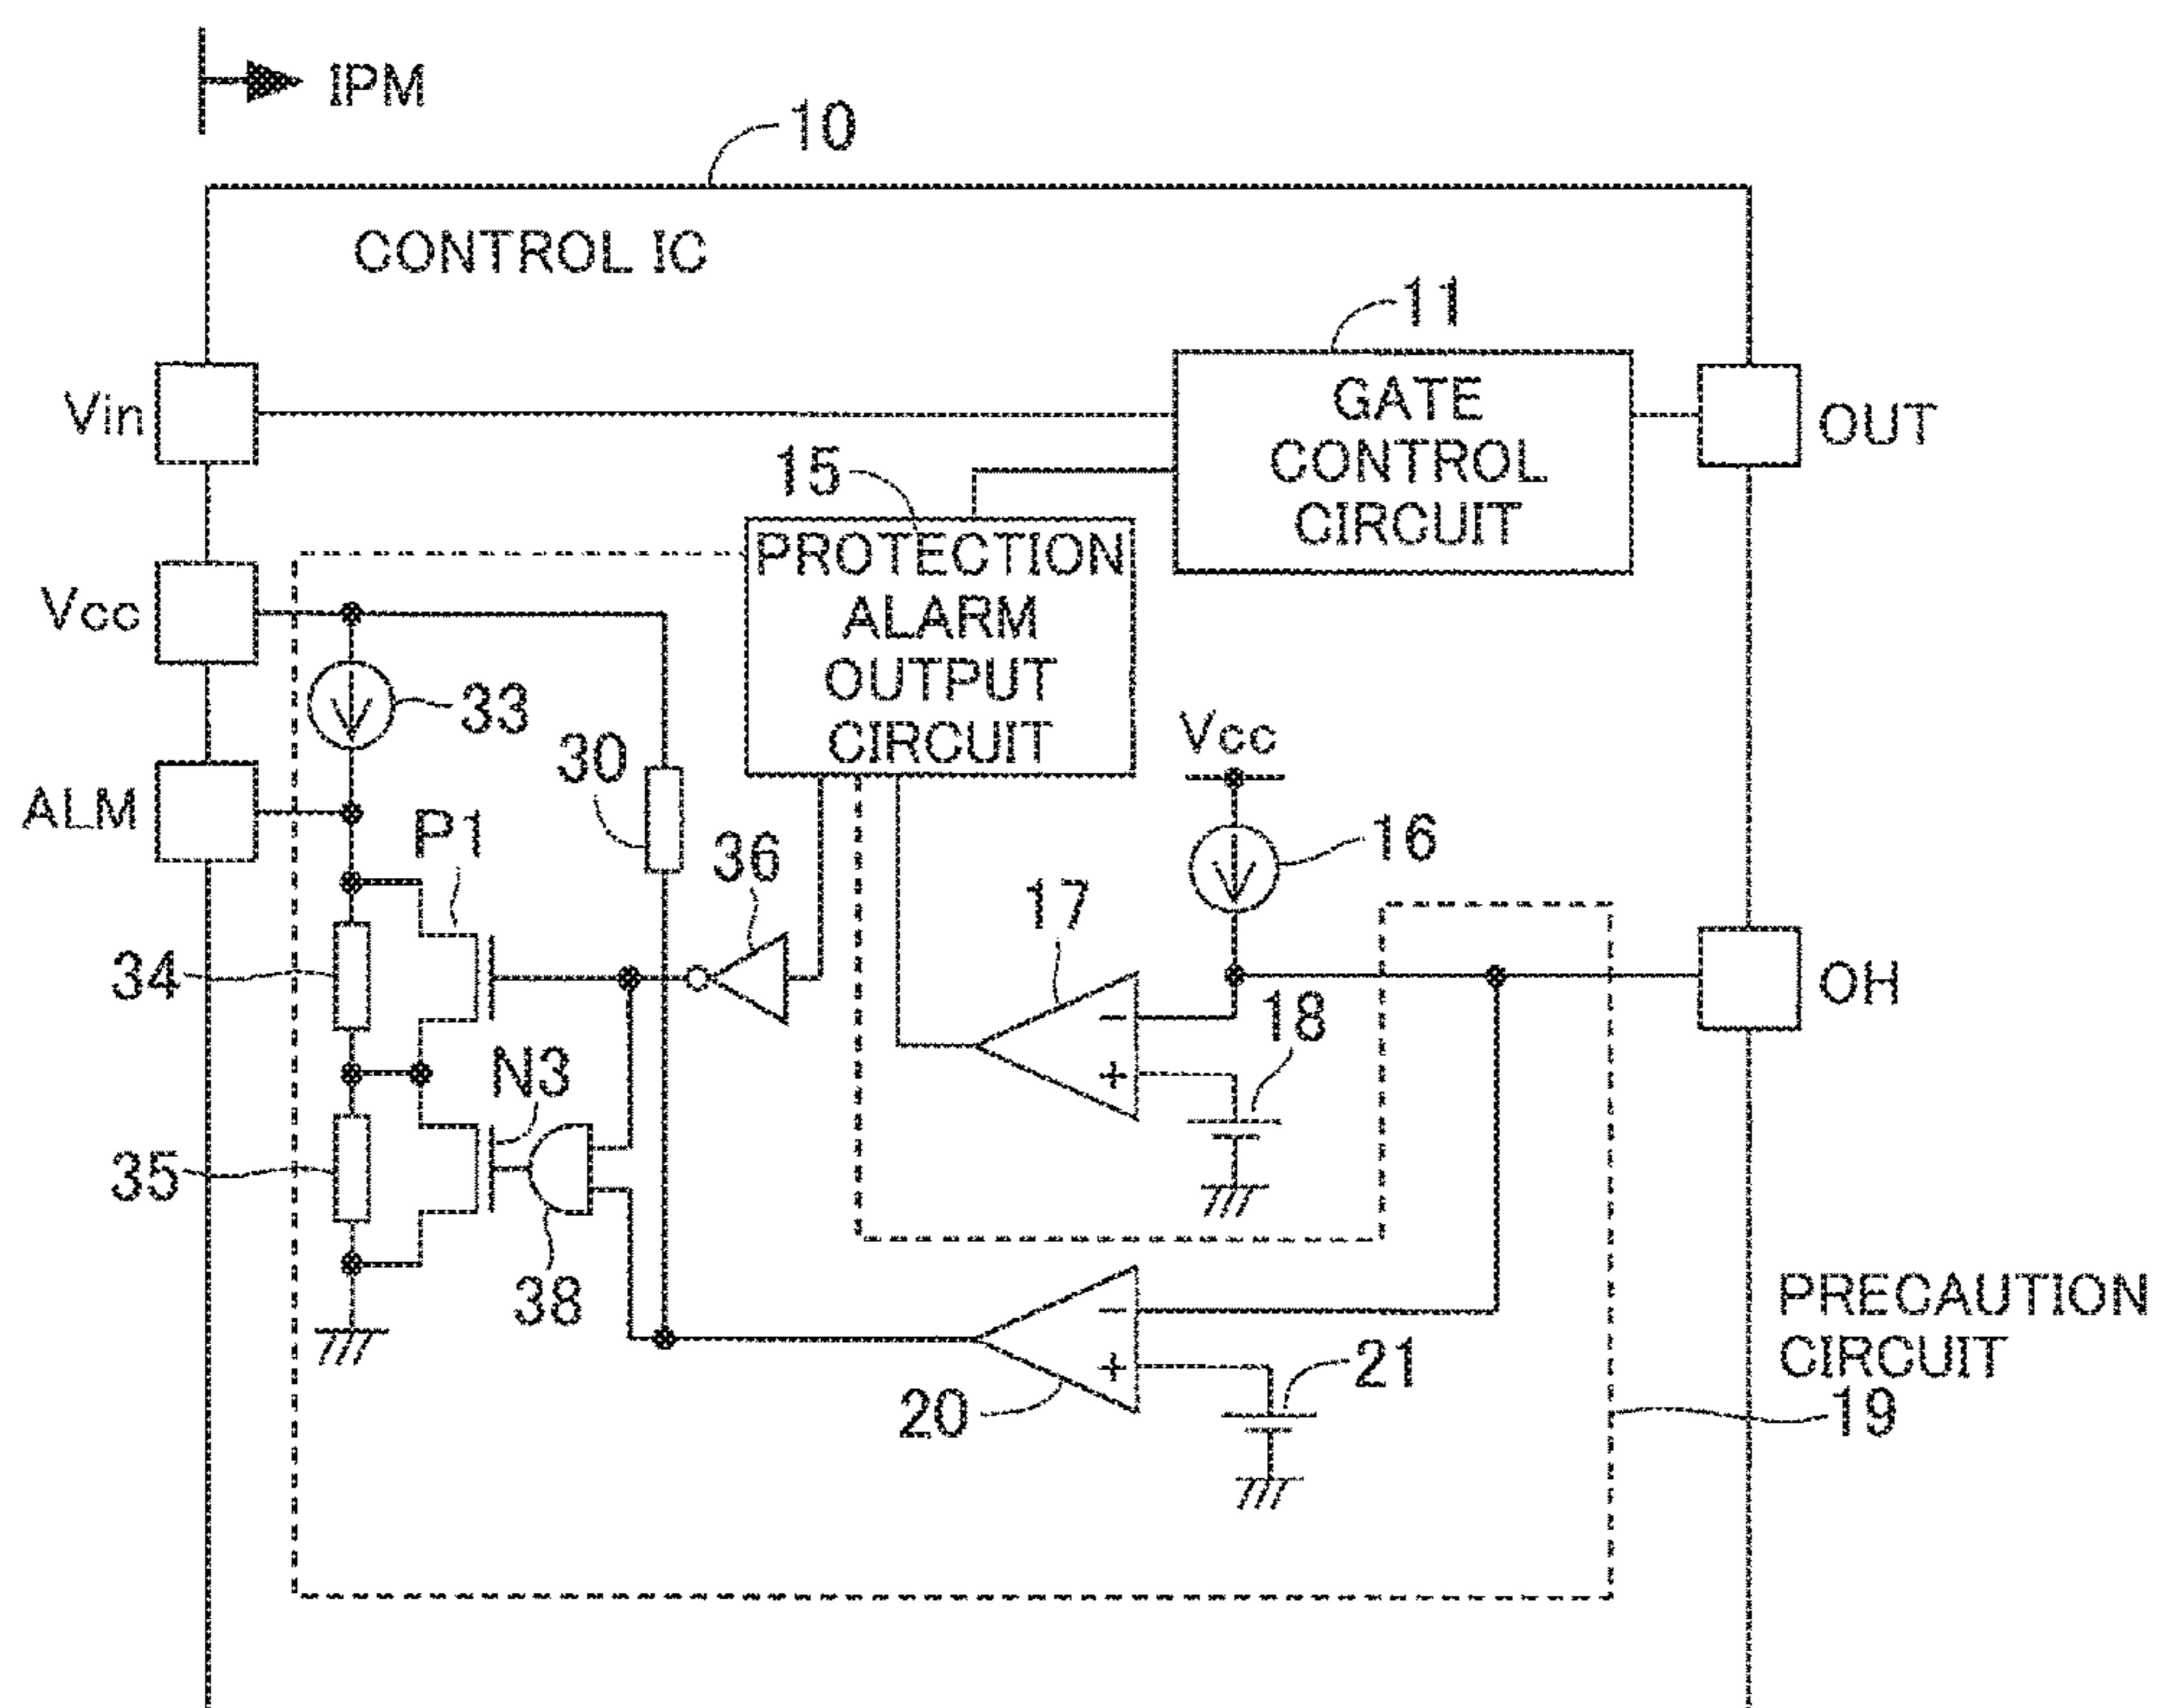 IPM
10
CONTROL IC
11
Vin
GATE
CONTROL
CIRCUIT
OUT
15
PROTECTION
ALARM
OUTPUT
CIRCUIT
Vcc
33
30
Vcc
ALM
P1
36
16
17
34
OH
18
N3
35
38
PRECAUTION
CIRCUIT
19
20
21
−
+
−
+